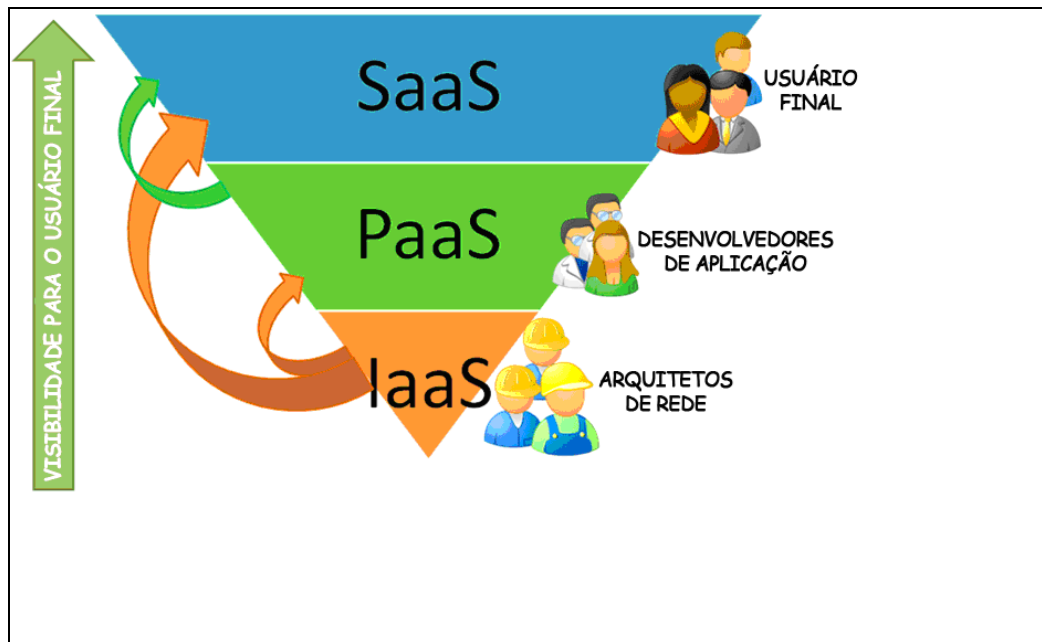 VISIBILIDADE PARA O USUÁRIO FINAL
SaaS
USUÁRIO
FINAL
PaaS
DESENVOLVEDORES
DE APLICAÇÃO
IaaS
ARQUITETOS
DE REDE